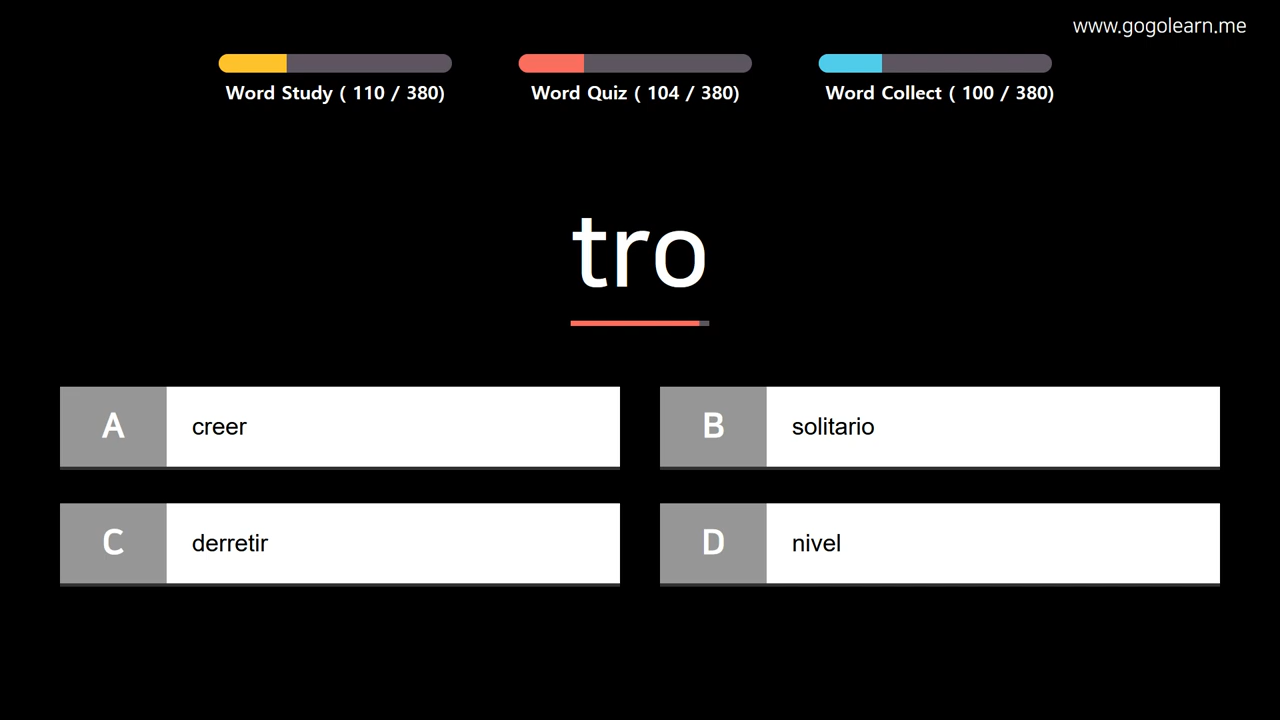 www.gogolearn.me
Word Study ( 110 / 380)
Word Quiz ( 104 / 380)
Word Collect ( 100 / 380)
tro
A creer
B solitario
C derretir
D nivel